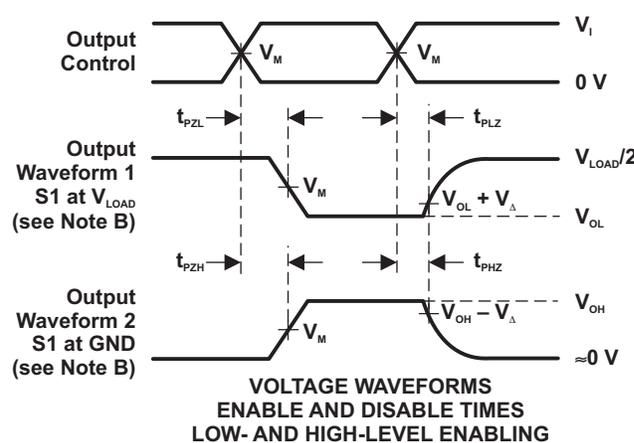 Output
Control
V_I
V_M
V_M
0 V
t_PZL
t_PLZ
Output
Waveform 1
S1 at V_LOAD
(see Note B)
V_LOAD/2
V_M
V_OL + V_Δ
V_OL
t_PZH
t_PHZ
Output
Waveform 2
S1 at GND
(see Note B)
V_OH
V_OH − V_Δ
V_M
≈0 V
VOLTAGE WAVEFORMS
ENABLE AND DISABLE TIMES
LOW- AND HIGH-LEVEL ENABLING